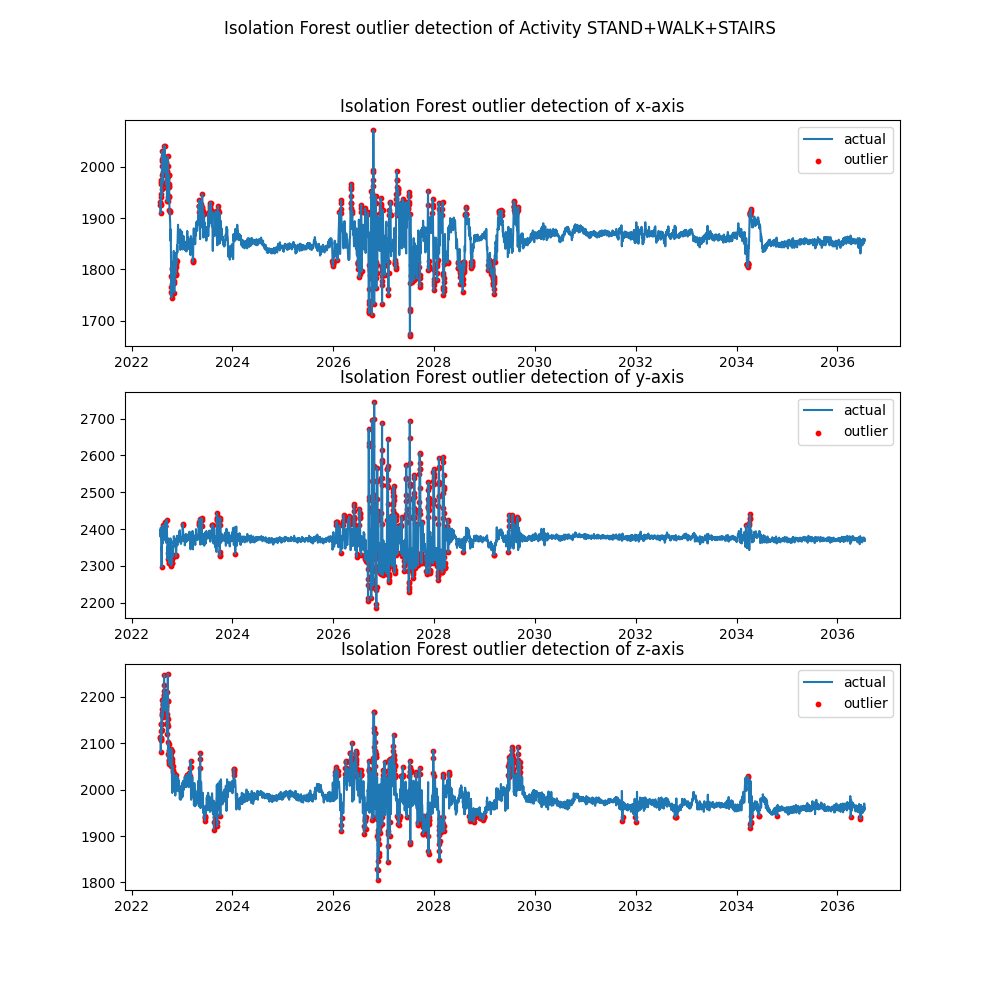 Isolation Forest outlier detection of Activity STAND+WALK+STAIRS
Isolation Forest outlier detection of x-axis
actual
outlier
2000
1900
1800
1700
2022 2024 2026 2028 2030 2032 2034 2036
Isolation Forest outlier detection of y-axis
actual
outlier
2700
2600
2500
2400
2300
2200
2022 2024 2026 2028 2030 2032 2034 2036
Isolation Forest outlier detection of z-axis
actual
outlier
2200
2100
2000
1900
1800
2022 2024 2026 2028 2030 2032 2034 2036